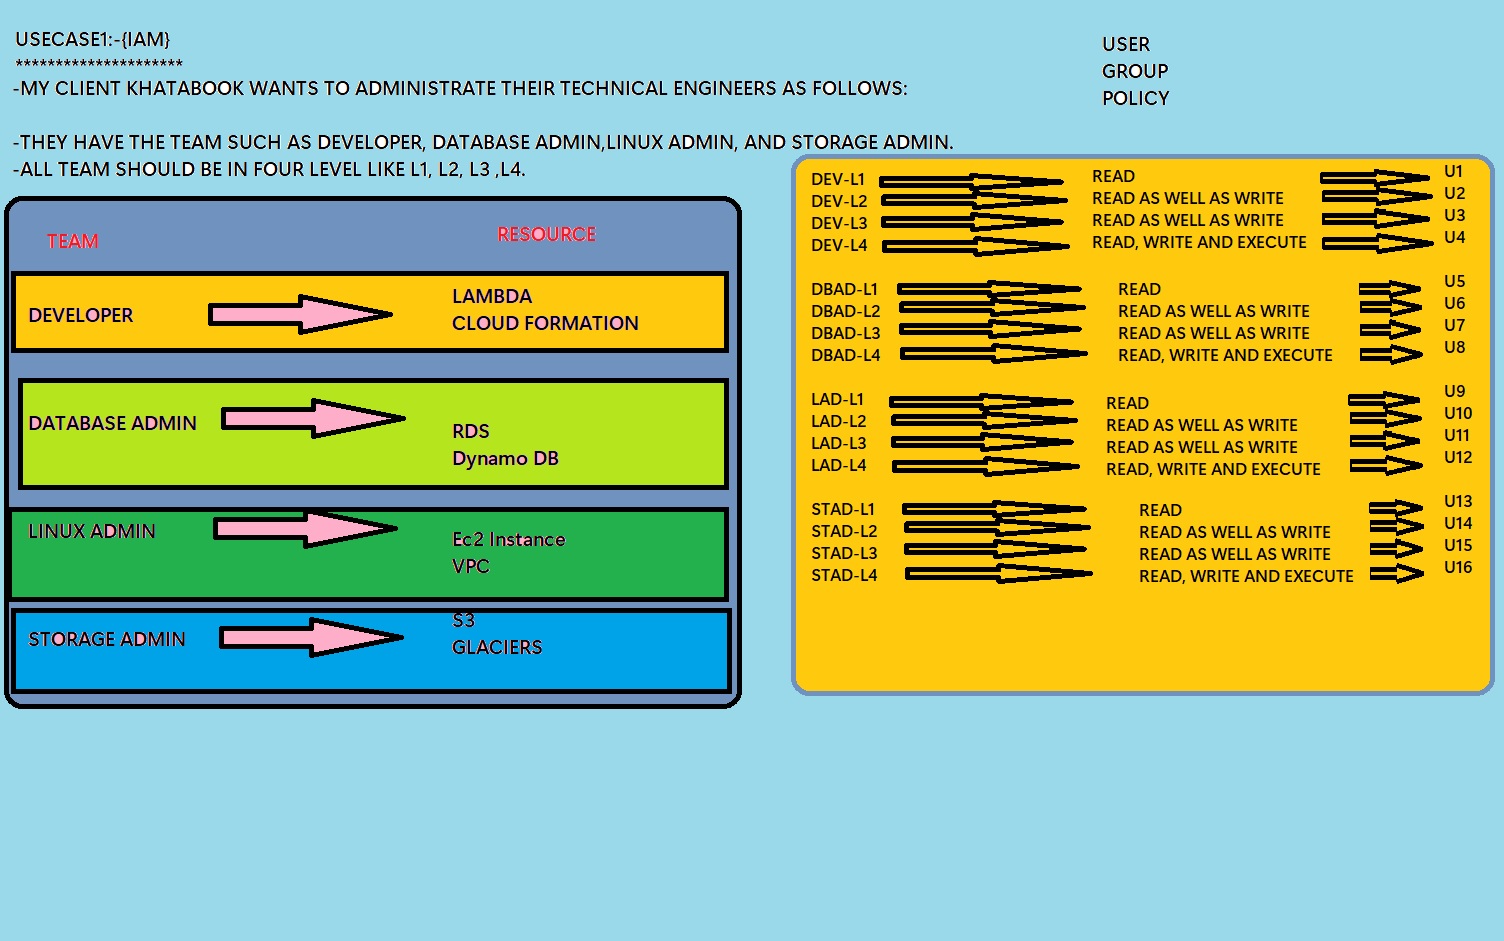 USECASE1:-{IAM}
*********************
-MY CLIENT KHATABOOK WANTS TO ADMINISTRATE THEIR TECHNICAL ENGINEERS AS FOLLOWS:
-THEY HAVE THE TEAM SUCH AS DEVELOPER, DATABASE ADMIN,LINUX ADMIN, AND STORAGE ADMIN.
-ALL TEAM SHOULD BE IN FOUR LEVEL LIKE L1, L2, L3 ,L4.
USER
GROUP
POLICY
TEAM RESOURCE
DEVELOPER
LAMBDA
CLOUD FORMATION
DATABASE ADMIN
RDS
Dynamo DB
LINUX ADMIN
Ec2 Instance
VPC
STORAGE ADMIN
S3
GLACIERS
DEV-L1 READ U1
DEV-L2 READ AS WELL AS WRITE U2
DEV-L3 READ AS WELL AS WRITE U3
DEV-L4 READ, WRITE AND EXECUTE U4
DBAD-L1 READ U5
DBAD-L2 READ AS WELL AS WRITE U6
DBAD-L3 READ AS WELL AS WRITE U7
DBAD-L4 READ, WRITE AND EXECUTE U8
LAD-L1 READ U9
LAD-L2 READ AS WELL AS WRITE U10
LAD-L3 READ AS WELL AS WRITE U11
LAD-L4 READ, WRITE AND EXECUTE U12
STAD-L1 READ U13
STAD-L2 READ AS WELL AS WRITE U14
STAD-L3 READ AS WELL AS WRITE U15
STAD-L4 READ, WRITE AND EXECUTE U16